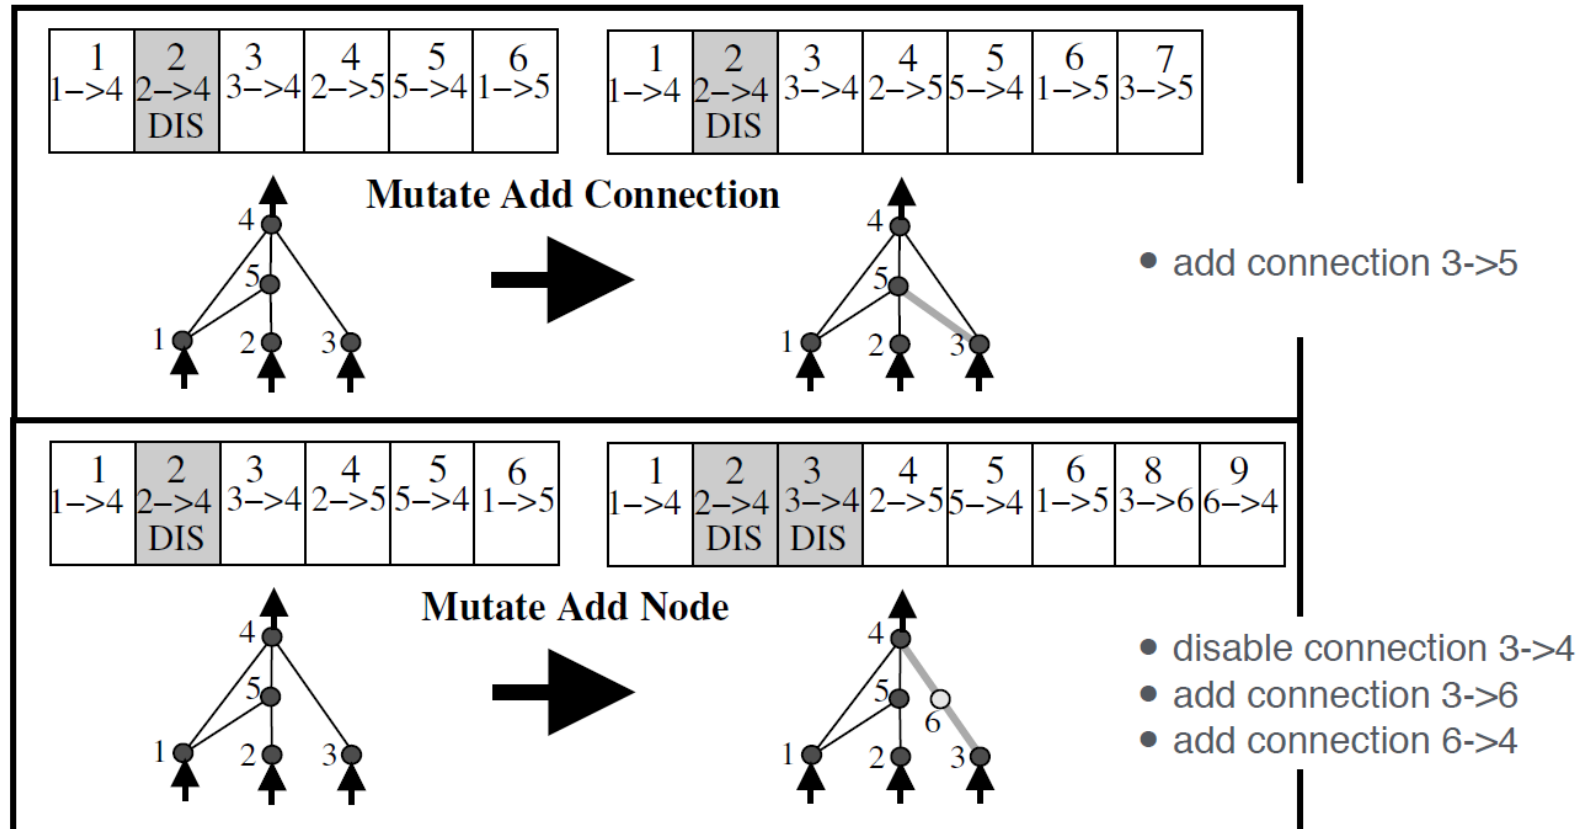 1 2 3 4 5 6
1->4 2->4 3->4 2->5 5->4 1->5
DIS
1 2 3 4 5 6 7
1->4 2->4 3->4 2->5 5->4 1->5 3->5
DIS
Mutate Add Connection
4
5
1 2 3
4
5
1 2 3
• add connection 3->5
1 2 3 4 5 6
1->4 2->4 3->4 2->5 5->4 1->5
DIS
1 2 3 4 5 6 8 9
1->4 2->4 3->4 2->5 5->4 1->5 3->6 6->4
DIS DIS
Mutate Add Node
4
5
1 2 3
4
5 6
1 2 3
• disable connection 3->4
• add connection 3->6
• add connection 6->4